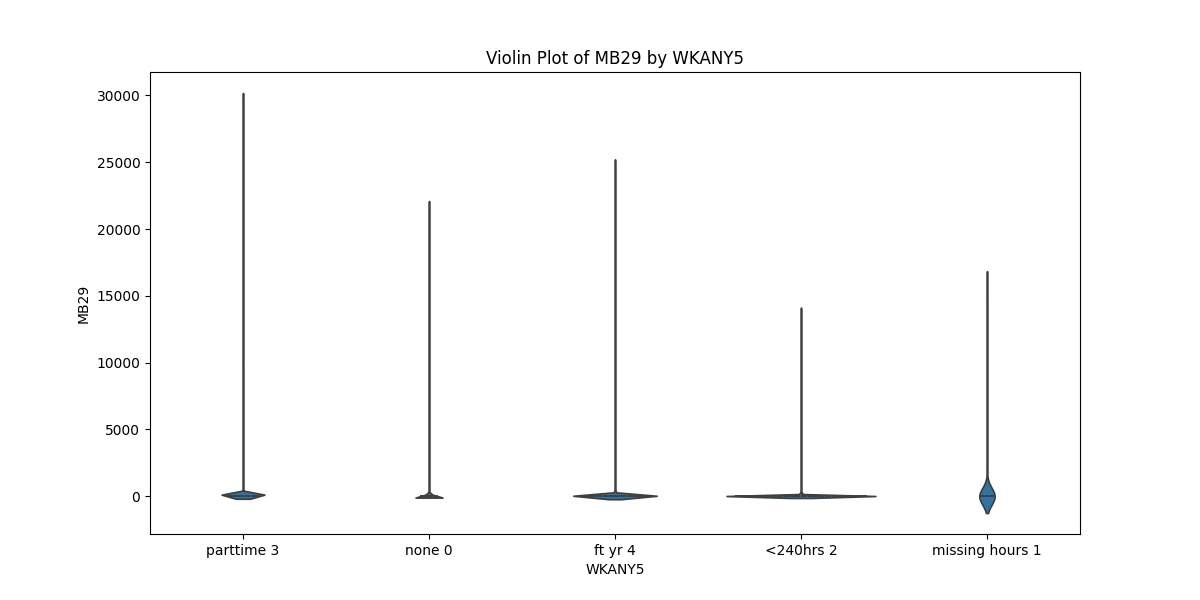 Violin Plot of MB29 by WKANY5
30000
25000
20000
15000
10000
5000
0
MB29
parttime 3
none 0
ft yr 4
<240hrs 2
missing hours 1
WKANY5